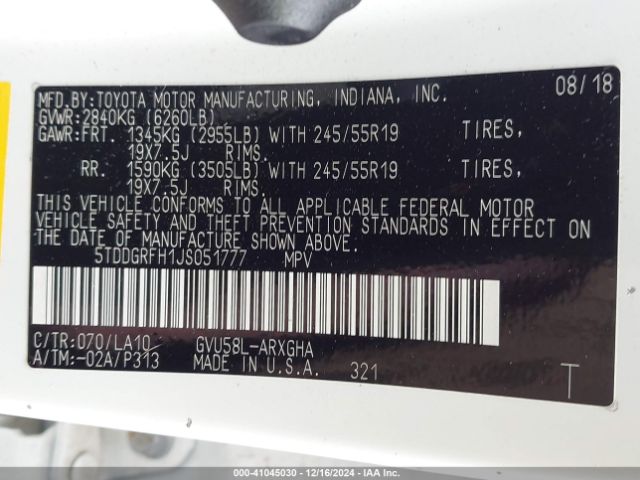 MFD.BY:TOYOTA MOTOR MANUFACTURING, INDIANA, INC. 08/18
GVWR:2840KG (6260LB)
GAWR:FRT. 1345KG (2955LB) WITH 245/55R19 TIRES,
19X7.5J RIMS.
RR. 1590KG (3505LB) WITH 245/55R19 TIRES,
19X7.5J RIMS.
THIS VEHICLE CONFORMS TO ALL APPLICABLE FEDERAL MOTOR
VEHICLE SAFETY AND THEFT PREVENTION STANDARDS IN EFFECT ON
THE DATE OF MANUFACTURE SHOWN ABOVE.
5TDDGRFH1JS051777 MPV
C/TR:070/LA10 GVU58L-ARXGHA
A/TM:-02A/P313 MADE IN U.S.A. 321 T
000-41045030 - 12/16/2024 - IAA Inc.